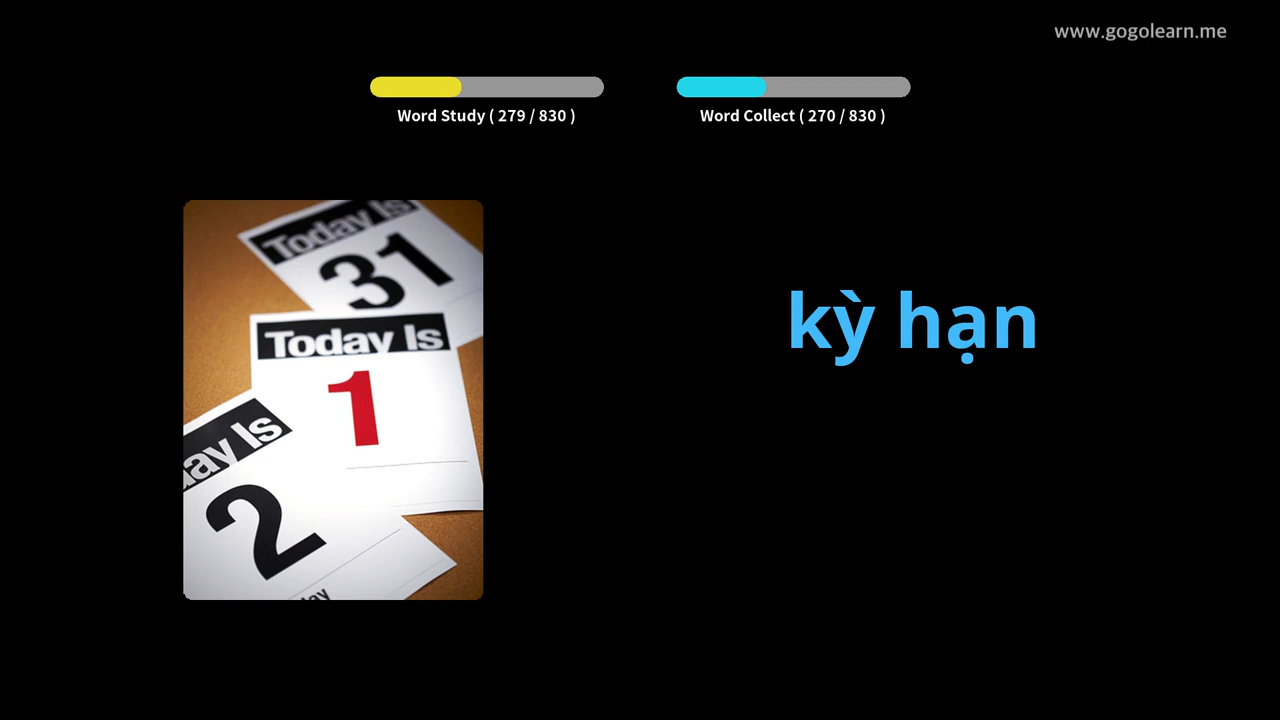 www.gogolearn.me
Word Study ( 279 / 830 )
Word Collect ( 270 / 830 )
Today Is
31
Today Is
1
ay Is
2
ay
kỳ hạn